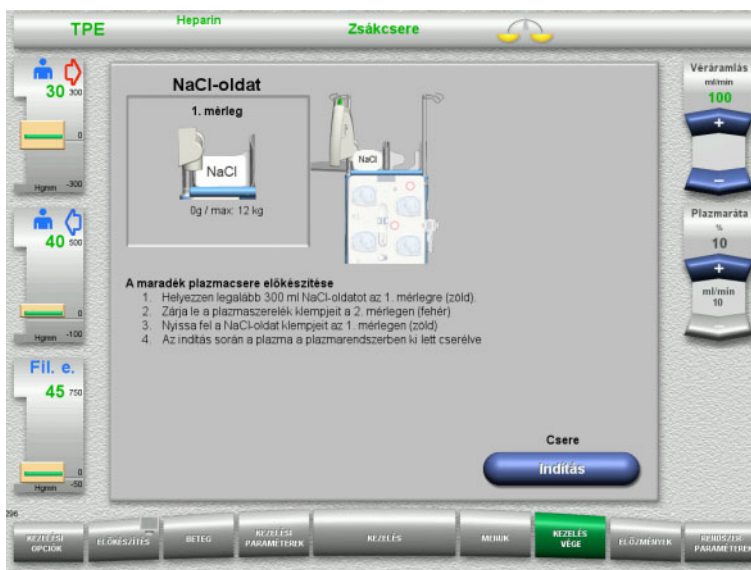 TPE
Heparin
Zsákcsere
30 300
0
-300
Hgmm
40 500
0
-100
Hgmm
Fil. e.
45 750
0
-50
Hgmm
NaCl-oldat
1. mérleg
NaCl
0g / max: 12 kg
NaCl
A maradék plazmacsere előkészítése
1. Helyezzen legalább 300 ml NaCl-oldatot az 1. mérlegre (zöld).
2. Zárja le a plazmaszerelék klempjeit a 2. mérlegen (fehér)
3. Nyissa fel a NaCl-oldat klempjeit az 1. mérlegen (zöld)
4. Az indítás során a plazma a plazmarendszerben ki lett cserélve
Csere
Indítás
Véráramlás
ml/min
100
+
–
Plazmaráta
%
10
+
ml/min
10
–
296
KEZELÉSI
OPCIÓK
ELŐKÉSZÍTÉS
BETEG
KEZELÉSI
PARAMÉTEREK
KEZELÉS
MENÜK
KEZELÉS
VÉGE
ELŐZMÉNYEK
RENDSZER
PARAMÉTEREK